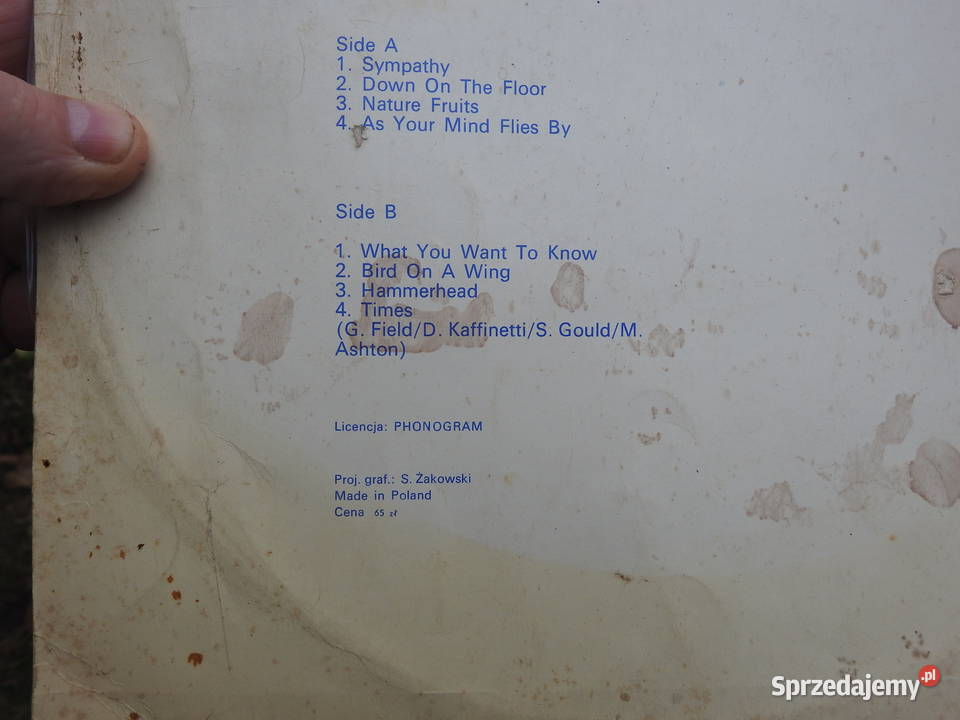 Side A
1. Sympathy
2. Down On The Floor
3. Nature Fruits
4. As Your Mind Flies By
Side B
1. What You Want To Know
2. Bird On A Wing
3. Hammerhead
4. Times
(G. Field/D. Kaffinetti/S. Gould/M.
Ashton)
Licencja: PHONOGRAM
Proj. graf.: S. Żakowski
Made in Poland
Cena 65 zł
Sprzedajemy.pl